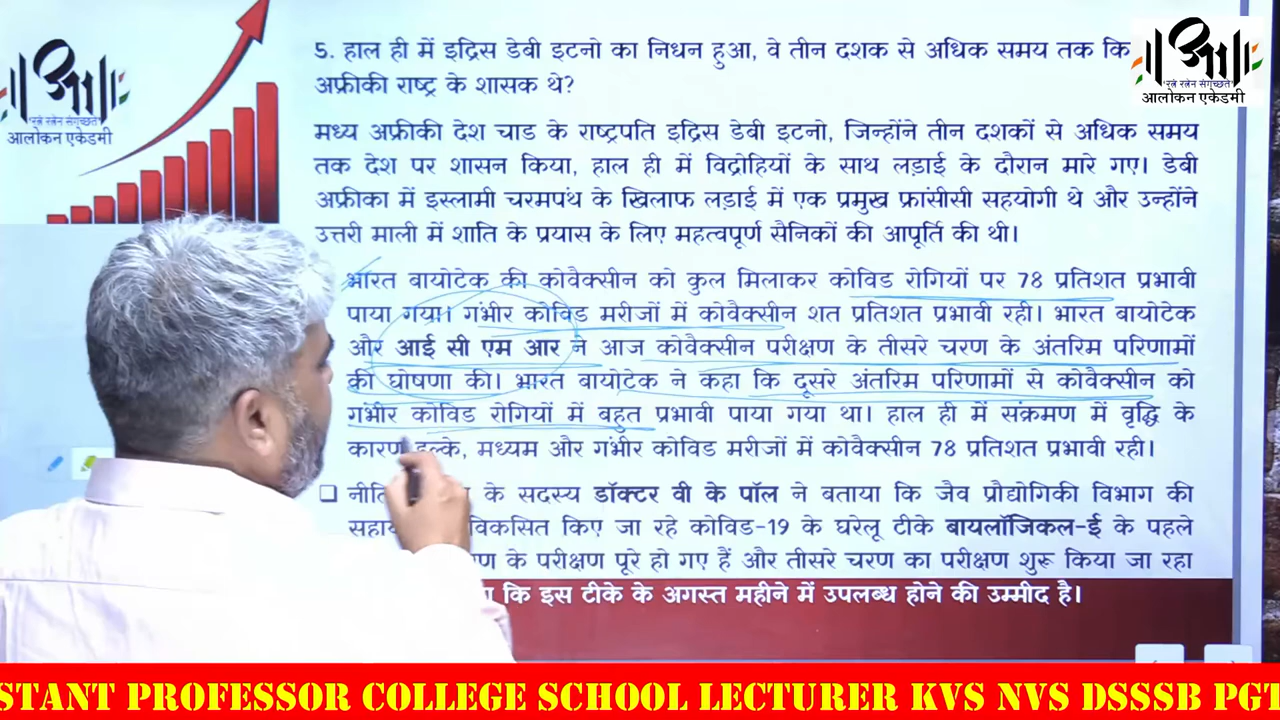 5. हाल ही में इद्रिस डेबी इटनो का निधन हुआ, वे तीन दशक से अधिक समय तक कि
अफ्रीकी राष्ट्र के शासक थे?
आलोकन एकेडमी
आलोकन एकेडमी
मध्य अफ्रीकी देश चाड के राष्ट्रपति इद्रिस डेबी इटनो, जिन्होंने तीन दशकों से अधिक समय
तक देश पर शासन किया, हाल ही में विद्रोहियों के साथ लड़ाई के दौरान मारे गए। डेबी
अफ्रीका में इस्लामी चरमपंथ के खिलाफ लड़ाई में एक प्रमुख फ्रांसीसी सहयोगी थे और उन्होंने
उत्तरी माली में शाति के प्रयास के लिए महत्वपूर्ण सैनिकों की आपूर्ति की थी।
भारत बायोटेक की कोवैक्सीन को कुल मिलाकर कोविड रोगियों पर 78 प्रतिशत प्रभावी
पाया गया। गंभीर कोविड मरीजों में कोवैक्सीन शत प्रतिशत प्रभावी रही। भारत बायोटेक
और आई सी एम आर ने आज कोवैक्सीन परीक्षण के तीसरे चरण के अंतरिम परिणामों
की घोषणा की। भारत बायोटेक ने कहा कि दूसरे अंतरिम परिणामों से कोवैक्सीन को
गंभीर कोविड रोगियों में बहुत प्रभावी पाया गया था। हाल ही में संक्रमण में वृद्धि के
कारण हल्के, मध्यम और गंभीर कोविड मरीजों में कोवैक्सीन 78 प्रतिशत प्रभावी रही।
के सदस्य डॉक्टर वी के पॉल ने बताया कि जैव प्रौद्योगिकी विभाग की
विकसित किए जा रहे कोविड-19 के घरेलू टीके बायलॉजिकल-ई के पहले
के परीक्षण पूरे हो गए हैं और तीसरे चरण का परीक्षण शुरू किया जा रहा
कि इस टीके के अगस्त महीने में उपलब्ध होने की उम्मीद है।
STANT PROFESSOR COLLEGE SCHOOL LECTURER KVS NVS DSSSB PGT